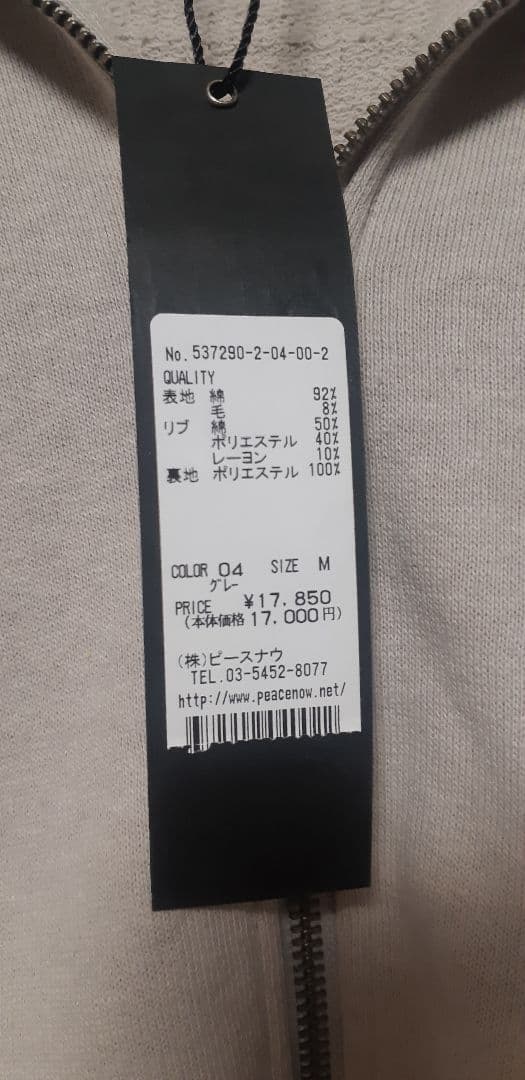 No. 537290-2-04-00-2
QUALITY
表地 綿 92%
毛 8%
リブ 綿 50%
ポリエステル 40%
レーヨン 10%
裏地 ポリエステル 100%
COLOR 04 SIZE M
グレー
PRICE ¥17,850
(本体価格 17,000円)
(株)ピースナウ
TEL.03-5452-8077
http://www.peacenow.net/